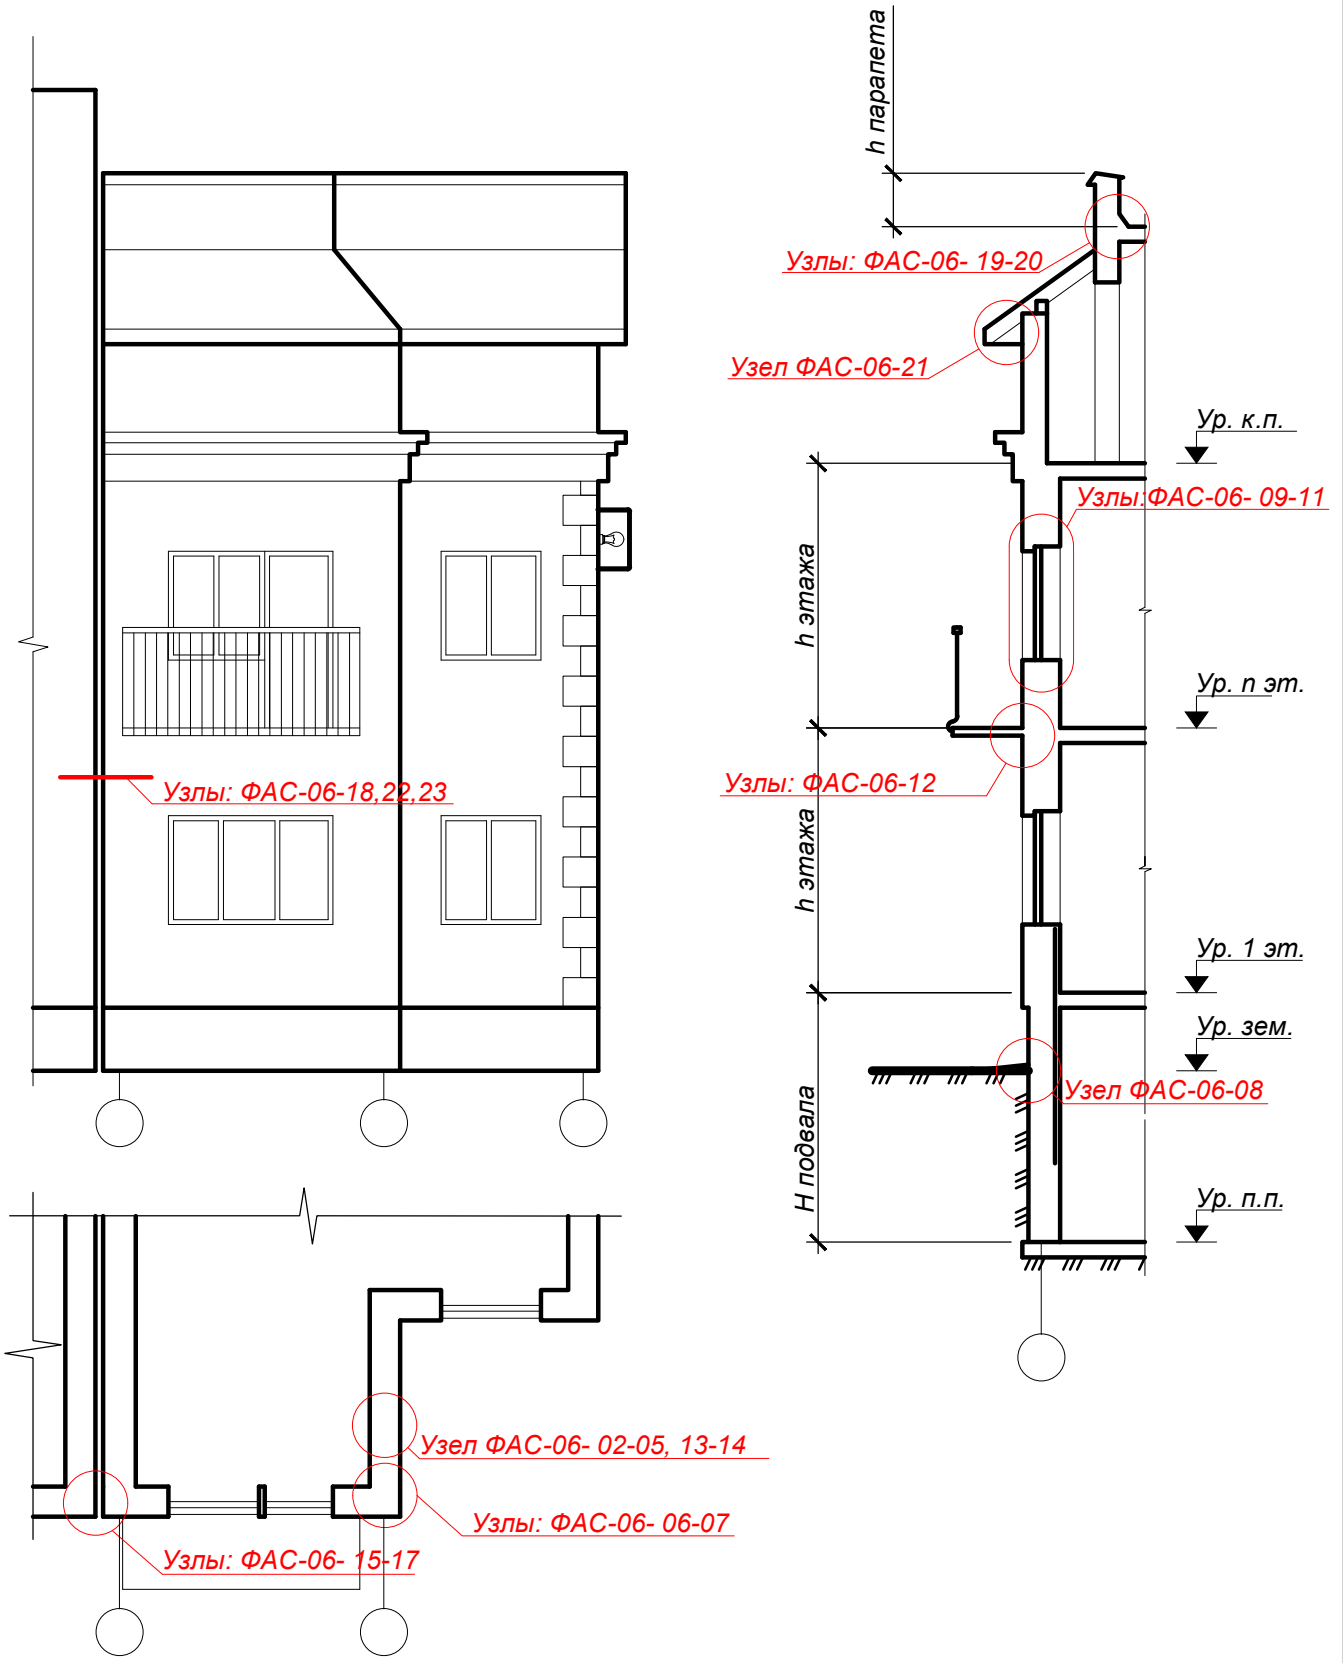 h парапета
Узлы: ФАС-06- 19-20
Узел ФАС-06-21
Ур. к.п.
Узлы:ФАС-06- 09-11
h этажа
Ур. n эт.
Узлы: ФАС-06-12
Узлы: ФАС-06-18,22,23
h этажа
Ур. 1 эт.
Ур. зем.
Узел ФАС-06-08
H подвала
Ур. п.п.
Узел ФАС-06- 02-05, 13-14
Узлы: ФАС-06- 06-07
Узлы: ФАС-06- 15-17